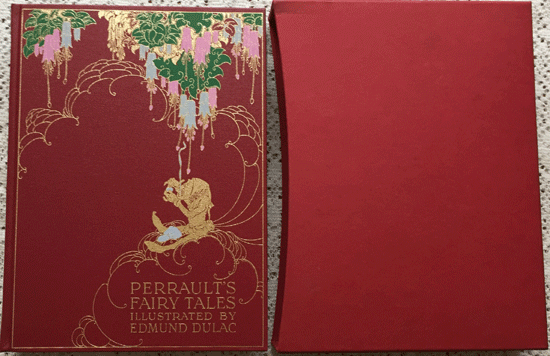 PERRAULT'S
FAIRY TALES
ILLUSTRATED BY
EDMUND DULAC